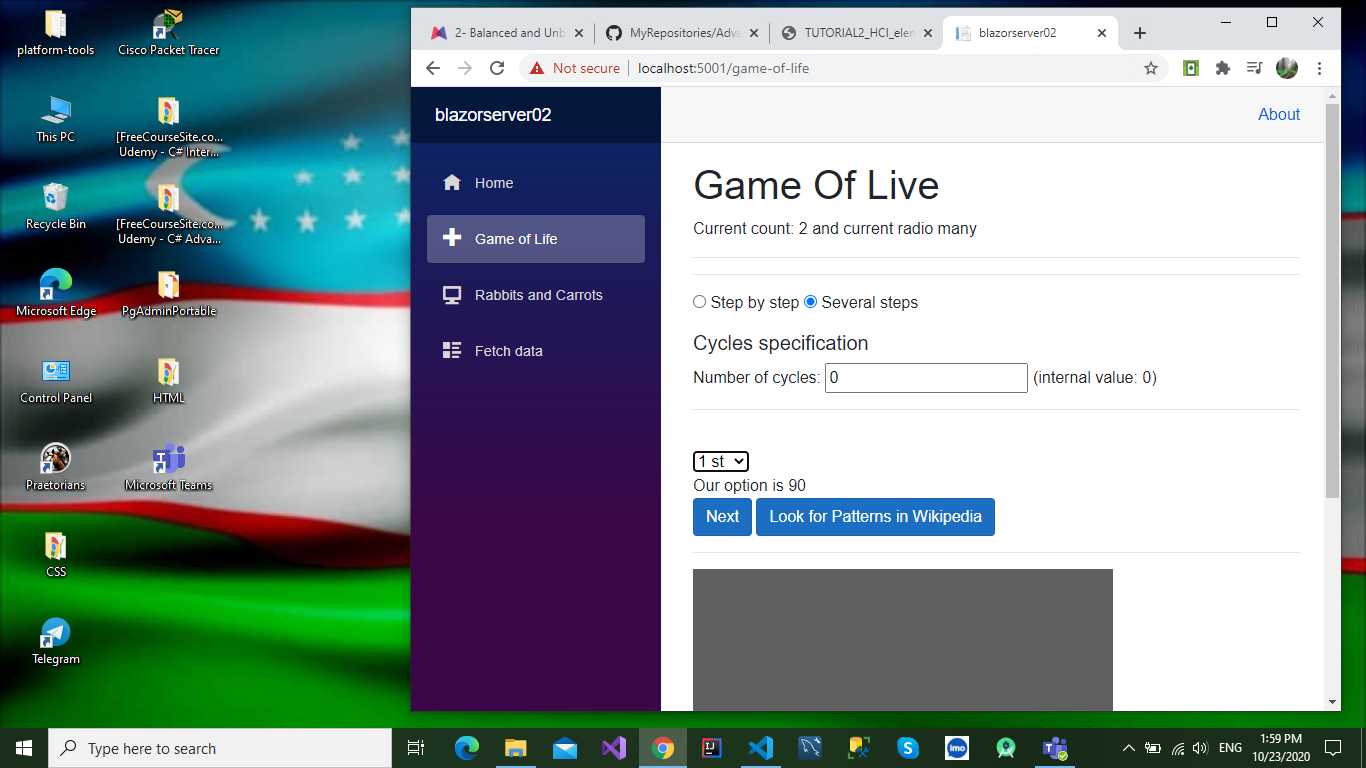 platform-tools
Cisco Packet Tracer
This PC
[FreeCourseSite.co...
Udemy - C# Inter...
Recycle Bin
[FreeCourseSite.co...
Udemy - C# Adva...
Microsoft Edge
PgAdminPortable
Control Panel
HTML
Praetorians
Microsoft Teams
CSS
Telegram
2- Balanced and Unb
MyRepositories/Adva
TUTORIAL2_HCI_elem
blazorserver02
Not secure
localhost:5001/game-of-life
blazorserver02
About
Home
Game of Life
Rabbits and Carrots
Fetch data
Game Of Live
Current count: 2 and current radio many
Step by step Several steps
Cycles specification
Number of cycles: 0 (internal value: 0)
1 st
Our option is 90
Next Look for Patterns in Wikipedia
Type here to search
IJ
imo
ENG
1:59 PM
10/23/2020